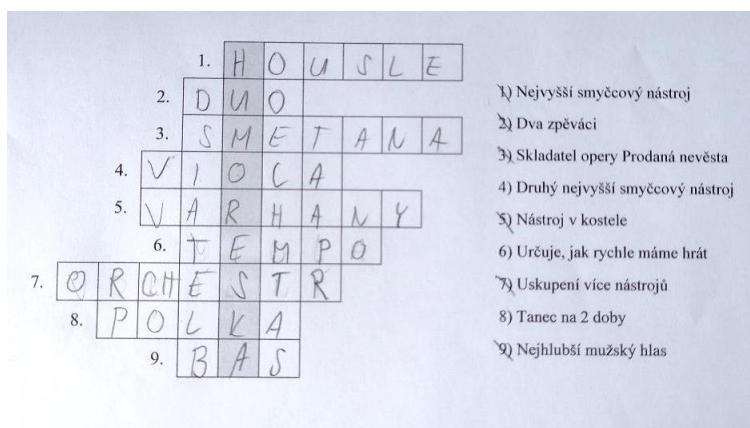 1. HOUSLE
2. DUO
3. SMETANA
4. VIOLA
5. VARHANY
6. TEMPO
7. ORCHESTR
8. POLKA
9. BAS
1) Nejvyšší smyčcový nástroj
2) Dva zpěváci
3) Skladatel opery Prodaná nevěsta
4) Druhý nejvyšší smyčcový nástroj
5) Nástroj v kostele
6) Určuje, jak rychle máme hrát
7) Uskupení více nástrojů
8) Tanec na 2 doby
9) Nejhlubší mužský hlas